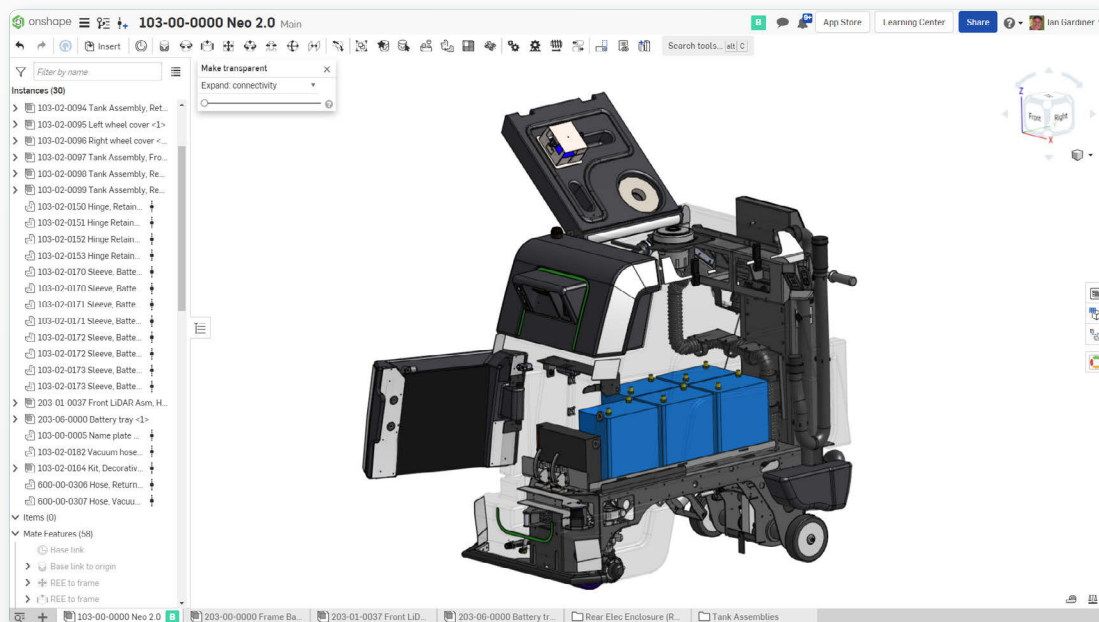 onshape 103-00-0000 Neo 2.0 Main
B 9+ App Store Learning Center Share Ian Gardiner
Insert Search tools... alt C
Filter by name
Instances (30)
103-02-0094 Tank Assembly, Ret...
103-02-0095 Left wheel cover <1>
103-02-0096 Right wheel cover <...
103-02-0097 Tank Assembly, Fro...
103-02-0098 Tank Assembly, Re...
103-02-0099 Tank Assembly, Re...
103-02-0150 Hinge, Retain...
103-02-0151 Hinge Retain...
103-02-0152 Hinge Retain...
103-02-0153 Hinge Retain...
103-02-0170 Sleeve, Batte...
103-02-0170 Sleeve, Batte...
103-02-0171 Sleeve, Batte...
103-02-0171 Sleeve, Batte...
103-02-0172 Sleeve, Batte...
103-02-0172 Sleeve, Batte...
103-02-0173 Sleeve, Batte...
103-02-0173 Sleeve, Batte...
203-01-0037 Front LiDAR Asm, H...
203-06-0000 Battery tray <1>
103-00-0005 Name plate ...
103-02-0182 Vacuum hose...
103-02-0164 Kit, Decorativ...
600-00-0306 Hose, Return...
600-00-0307 Hose, Vacuu...
Items (0)
Mate Features (58)
Base link
Base link to origin
REE to frame
REE to frame
Make transparent
Expand: connectivity
Z
Front Right
X
103-00-0000 Neo 2.0 B 203-00-0000 Frame Ba... 203-01-0037 Front LiD... 203-06-0000 Battery tr... Rear Elec Enclosure (R... Tank Assemblies